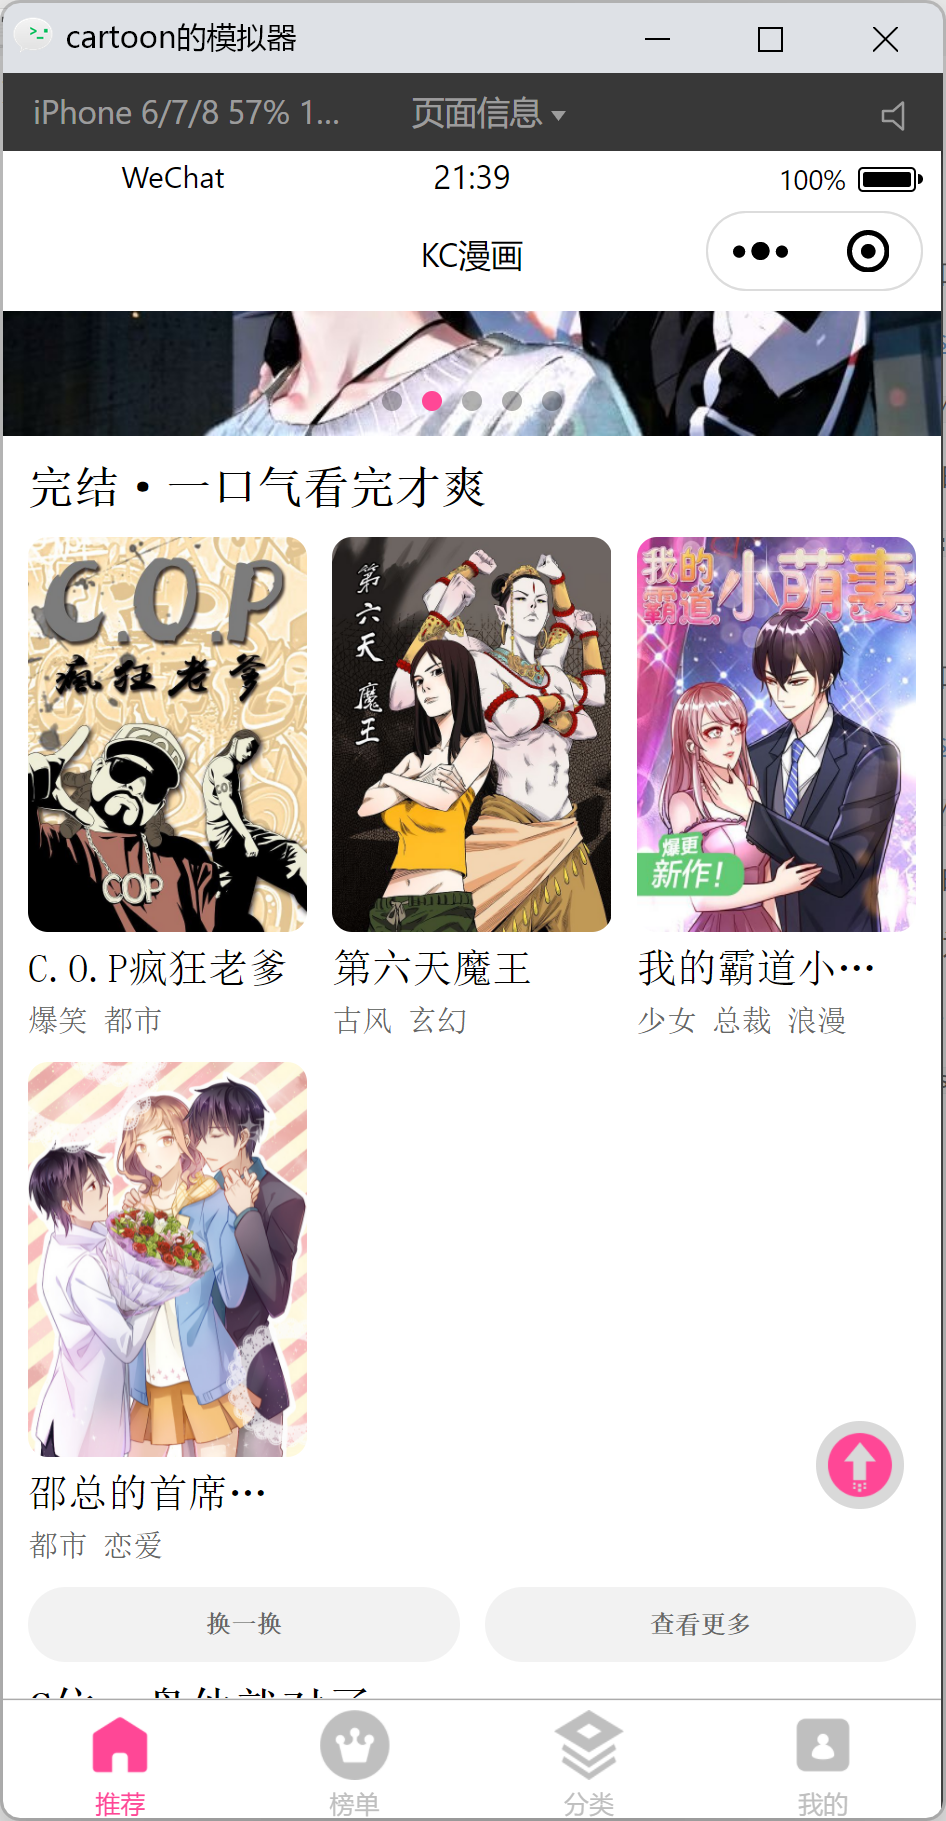 cartoon的模拟器
iPhone 6/7/8 57% 1...
页面信息
WeChat
21:39
100%
KC漫画
完结·一口气看完才爽
C.O.P
疯狂老爹
COP
第六天魔王
我的霸道小萌妻
爆更
新作!
C.O.P疯狂老爹
第六天魔王
我的霸道小…
爆笑 都市
古风 玄幻
少女 总裁 浪漫
邵总的首席…
都市 恋爱
换一换
查看更多
推荐
榜单
分类
我的